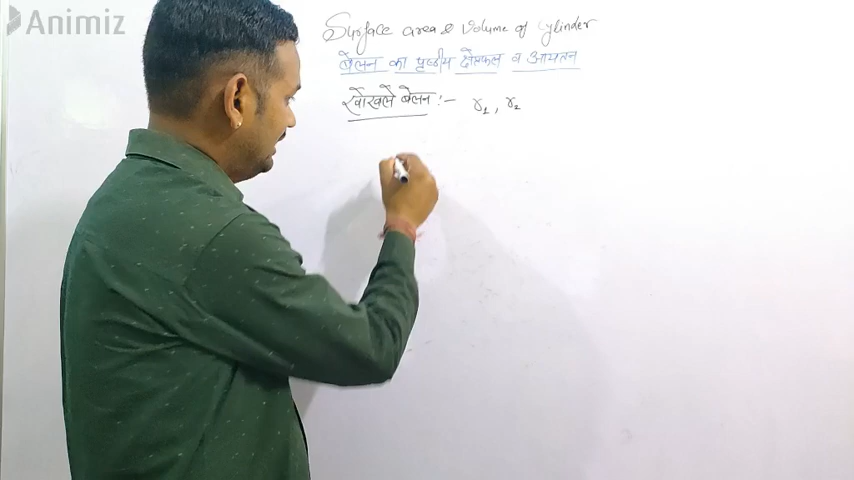 Animiz
Surface area & Volume of Cylinder
बेलन का पृष्ठीय क्षेत्रफल व आयतन
खोखले बेलन :- r₁, r₂